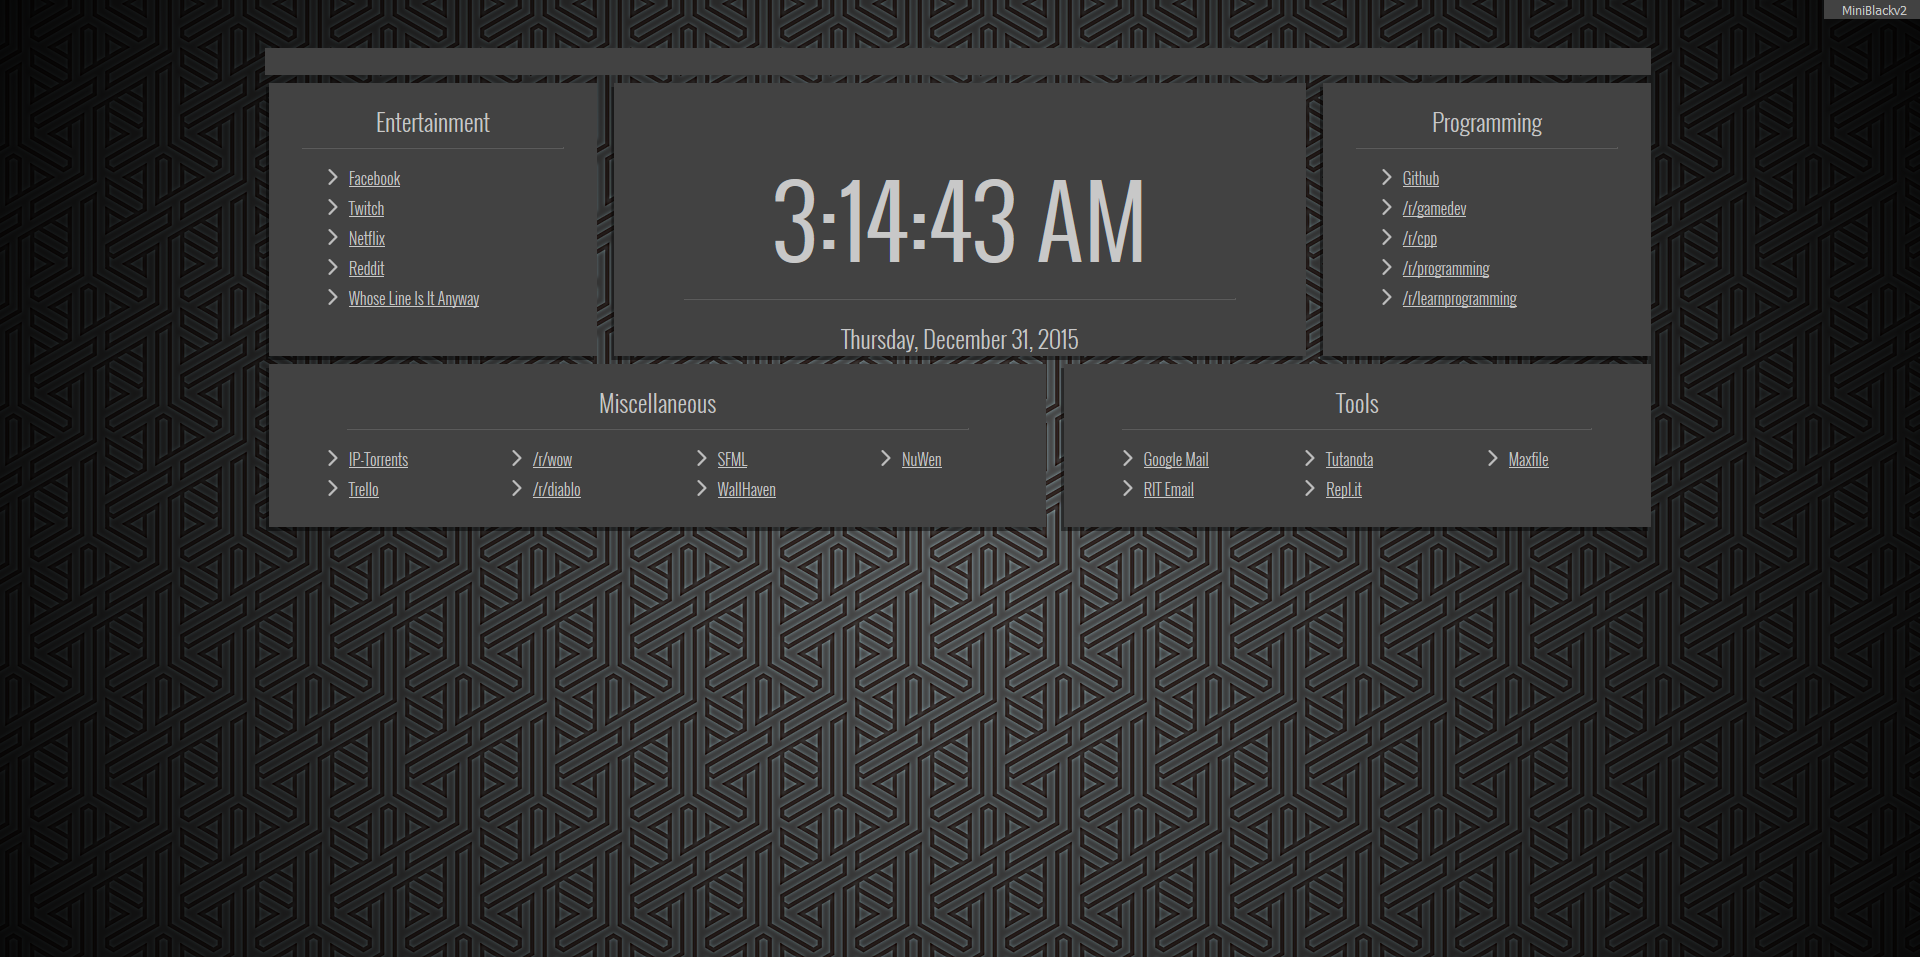 MiniBlackv2
Entertainment
Facebook
Twitch
Netflix
Reddit
Whose Line Is It Anyway
3:14:43 AM
Thursday, December 31, 2015
Programming
Github
/r/gamedev
/r/cpp
/r/programming
/r/learnprogramming
Miscellaneous
IP-Torrents /r/wow SFML NuWen
Trello /r/diablo WallHaven
Tools
Google Mail Tutanota Maxfile
RIT Email Repl.it